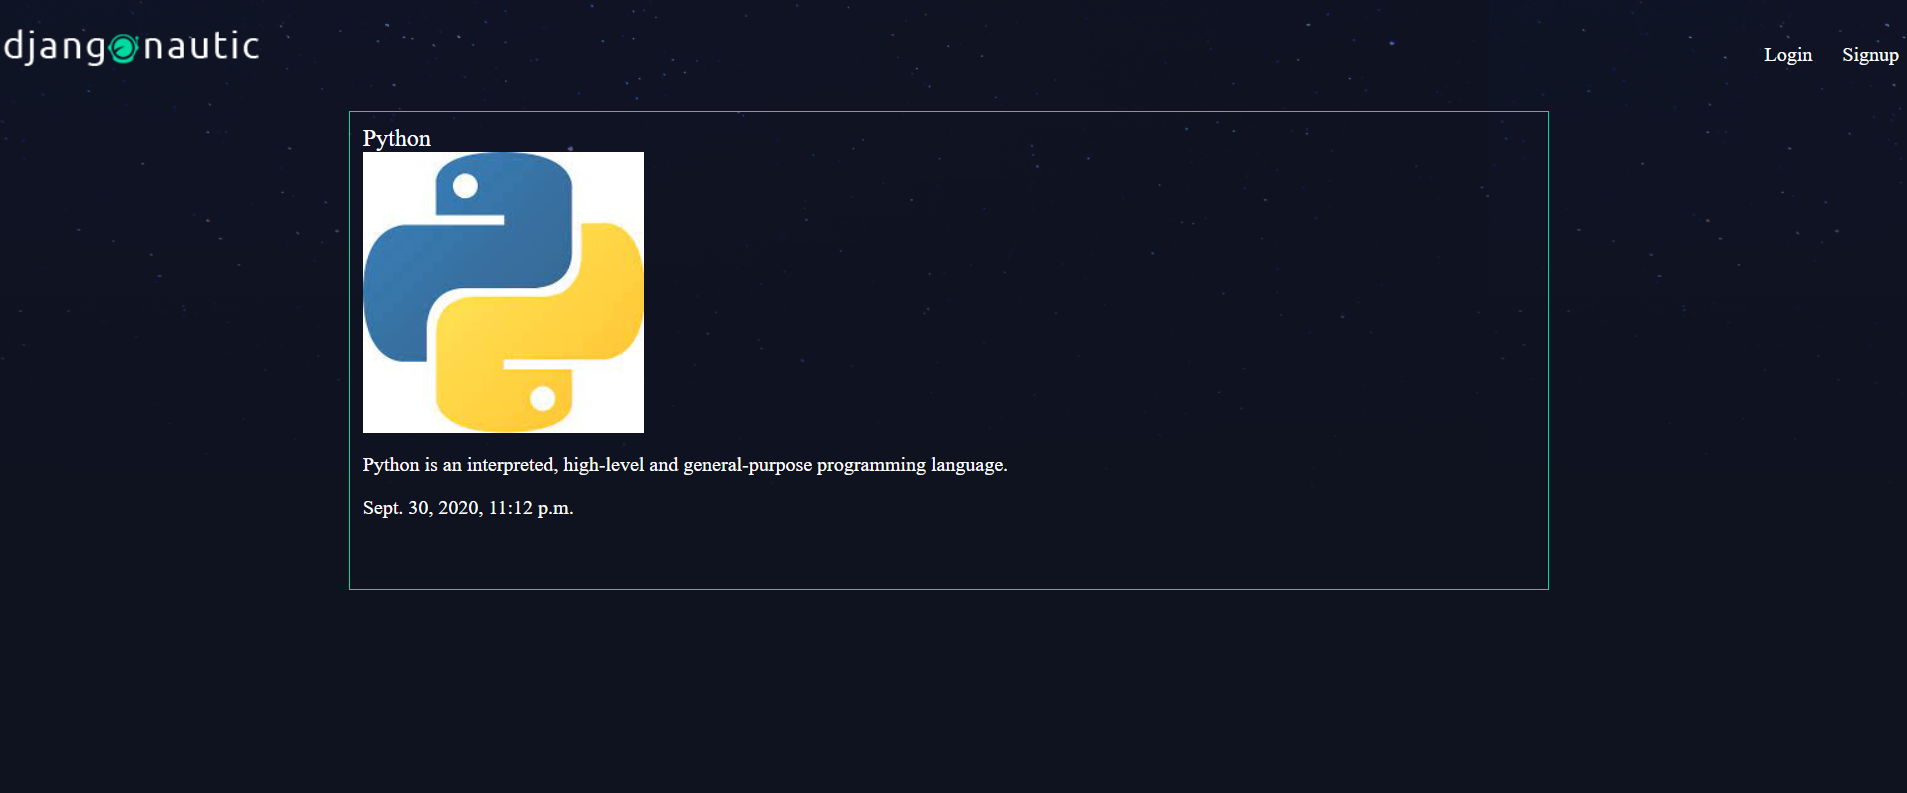 djangonautic
Login Signup
Python
Python is an interpreted, high-level and general-purpose programming language.
Sept. 30, 2020, 11:12 p.m.